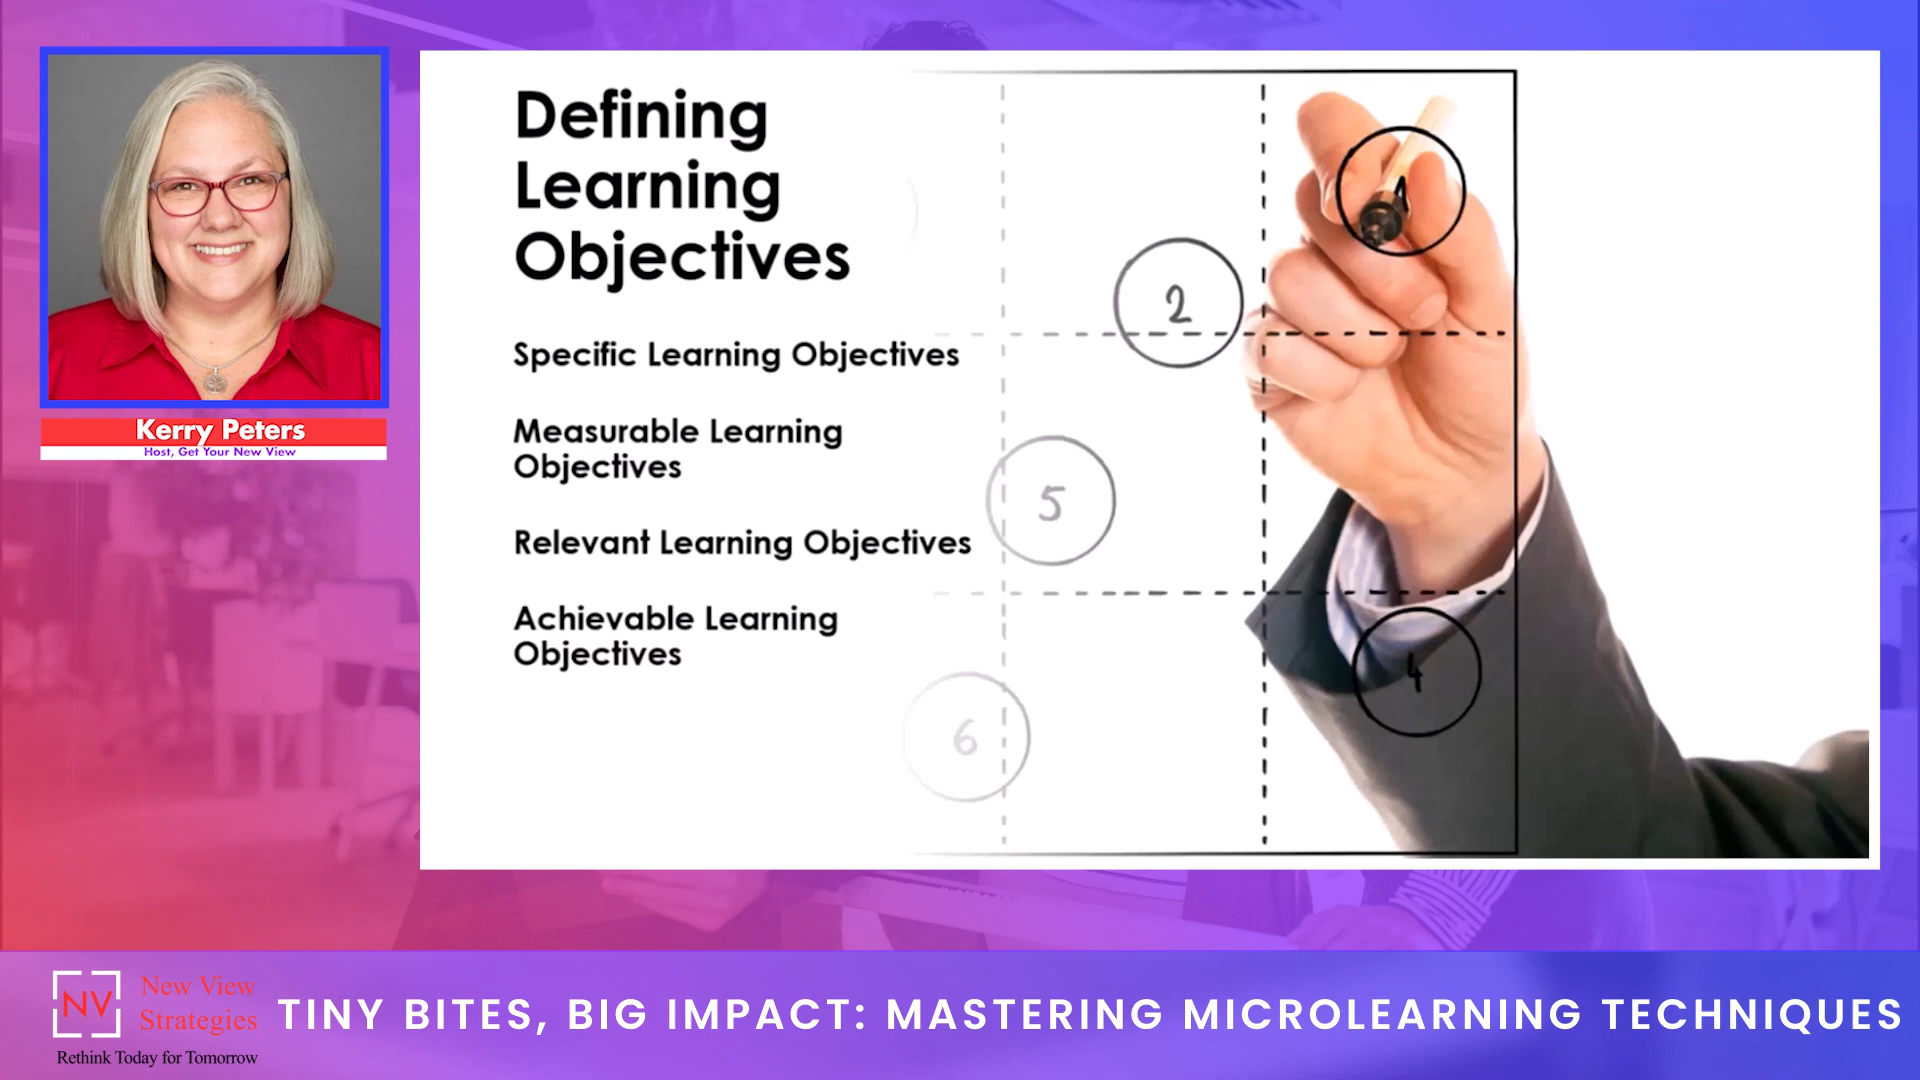 Kerry Peters
Host, Get Your New View
Defining
Learning
Objectives
Specific Learning Objectives
Measurable Learning
Objectives
Relevant Learning Objectives
Achievable Learning
Objectives
1
2
5
4
6
NV
New View
Strategies
Rethink Today for Tomorrow
TINY BITES, BIG IMPACT: MASTERING MICROLEARNING TECHNIQUES